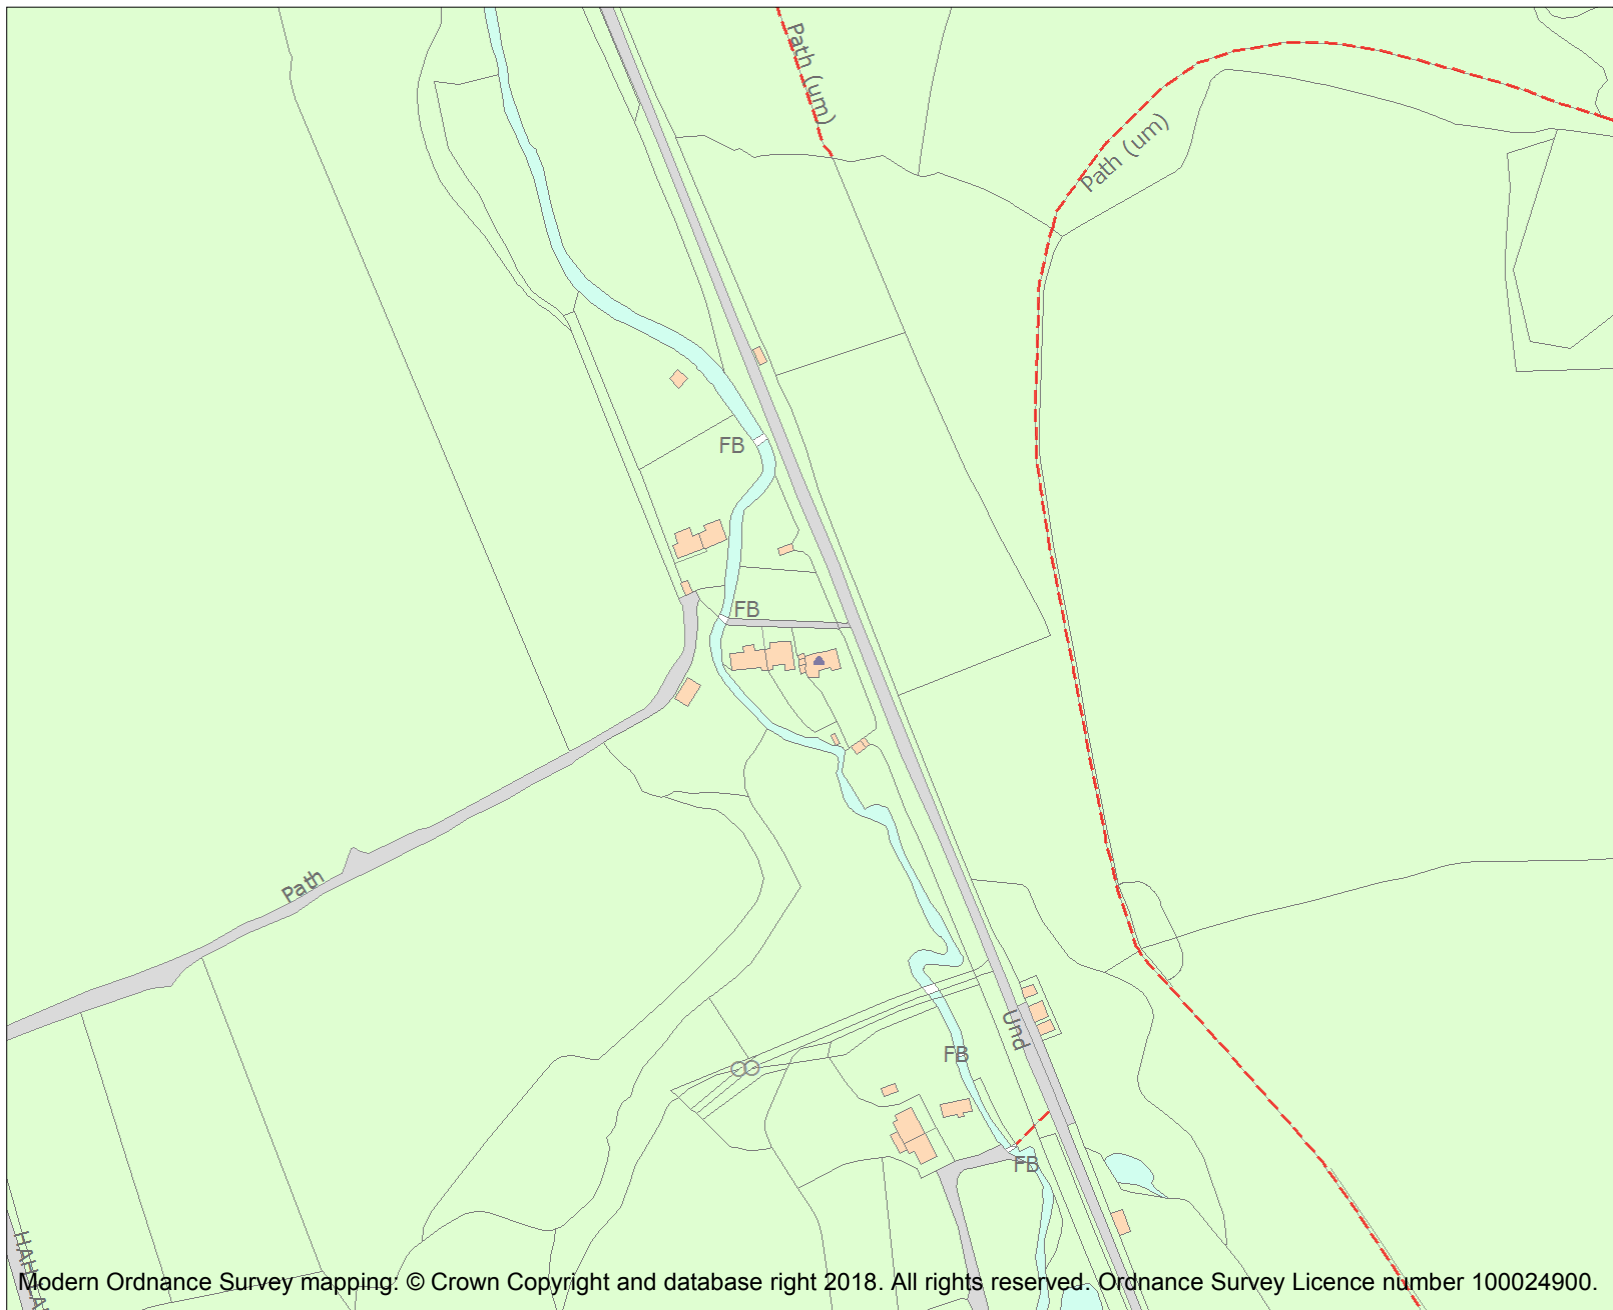 Path (um)
Path (um)
FB
FB
Path
Und
FB
FB
Modern Ordnance Survey mapping: © Crown Copyright and database right 2018. All rights reserved. Ordnance Survey Licence number 100024900.